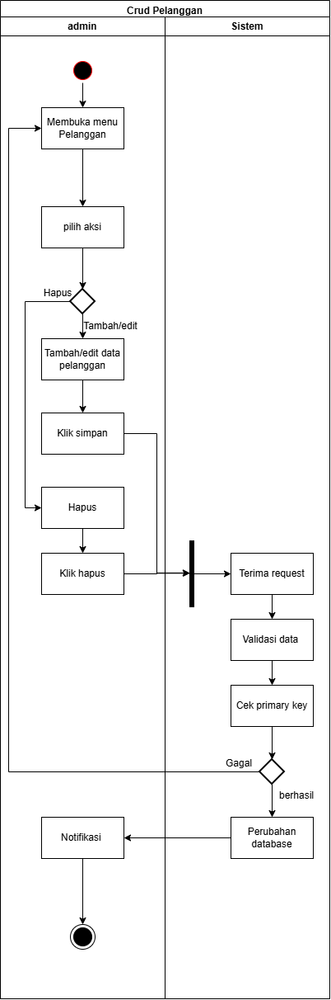 Crud Pelanggan
admin
Sistem
Membuka menu
Pelanggan
pilih aksi
Hapus
Tambah/edit
Tambah/edit data
pelanggan
Klik simpan
Hapus
Klik hapus
Terima request
Validasi data
Cek primary key
Gagal
berhasil
Notifikasi
Perubahan
database